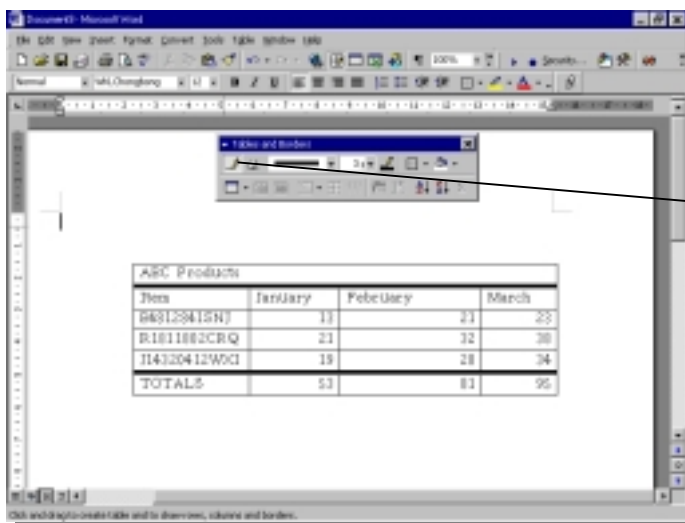 Document3 - Microsoft Word
File Edit View Insert Format Convert Tools Table Window Help
100%
Security...
Normal
Tables and Borders
ABC Products
Item January February March
13 21 23
R1811882CRQ 21 32 38
J14320412WXI 19 28 34
TOTALS 53 81 95
Click and drag to create table and to draw rows, columns and borders.